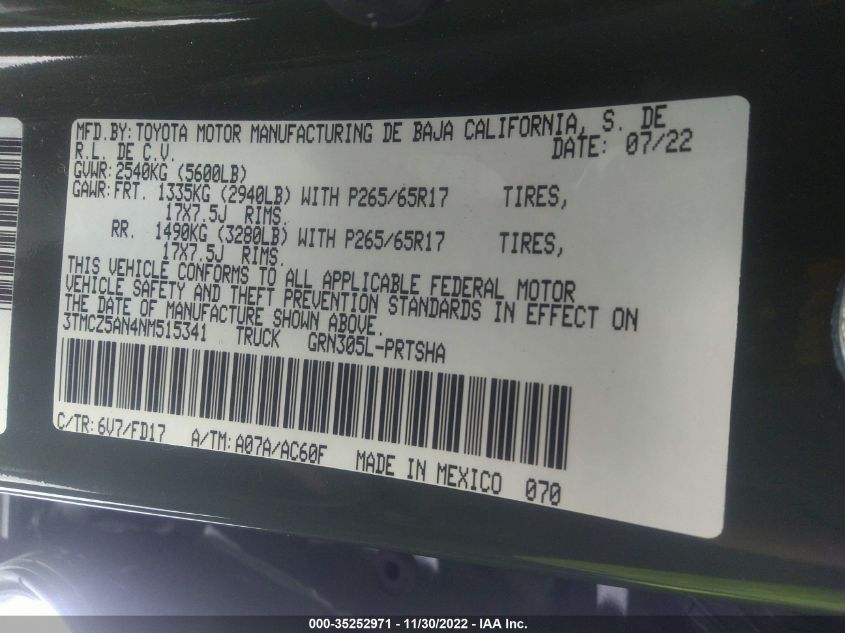 MFD.BY: TOYOTA MOTOR MANUFACTURING DE BAJA CALIFORNIA, S. DE
R.L. DE C.V. DATE: 07/22
GVWR: 2540KG (5600LB)
GAWR: FRT. 1335KG (2940LB) WITH P265/65R17 TIRES,
17X7.5J RIMS.
RR. 1490KG (3280LB) WITH P265/65R17 TIRES,
17X7.5J RIMS.
THIS VEHICLE CONFORMS TO ALL APPLICABLE FEDERAL MOTOR
VEHICLE SAFETY AND THEFT PREVENTION STANDARDS IN EFFECT ON
THE DATE OF MANUFACTURE SHOWN ABOVE.
3TMCZ5AN4NM515341 TRUCK GRN305L-PRTSHA
C/TR: 6V7/FD17 A/TM: A07A/AC60F MADE IN MEXICO 070
000-35252971 - 11/30/2022 - IAA Inc.